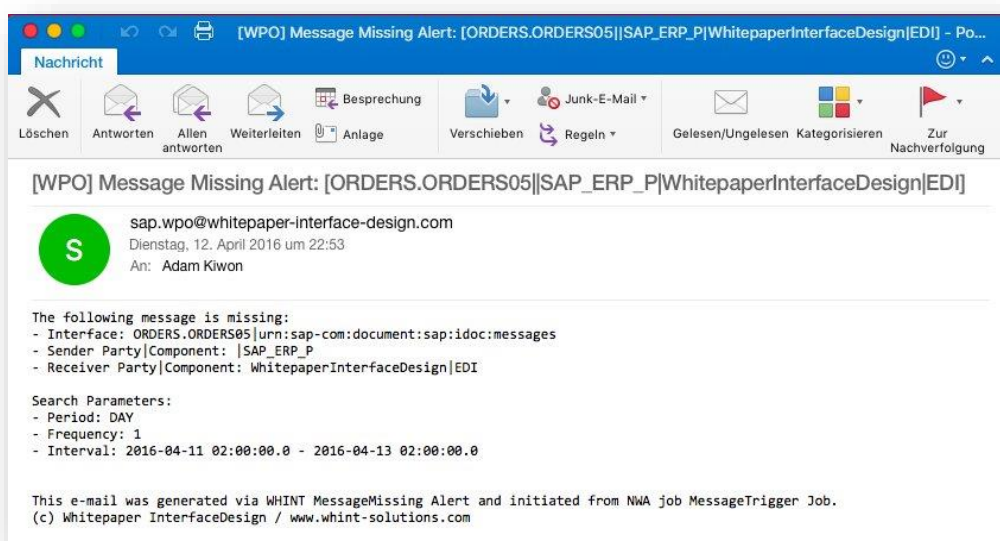 [WPO] Message Missing Alert: [ORDERS.ORDERS05||SAP_ERP_P|WhitepaperInterfaceDesign|EDI] - Po...
Nachricht
Löschen
Antworten
Allen
antworten
Weiterleiten
Besprechung
Anlage
Verschieben
Junk-E-Mail
Regeln
Gelesen/Ungelesen
Kategorisieren
Zur
Nachverfolgung
[WPO] Message Missing Alert: [ORDERS.ORDERS05||SAP_ERP_P|WhitepaperInterfaceDesign|EDI]
S
sap.wpo@whitepaper-interface-design.com
Dienstag, 12. April 2016 um 22:53
An: Adam Kiwon
The following message is missing:
- Interface: ORDERS.ORDERS05|urn:sap-com:document:sap:idoc:messages
- Sender Party|Component: |SAP_ERP_P
- Receiver Party|Component: WhitepaperInterfaceDesign|EDI
Search Parameters:
- Period: DAY
- Frequency: 1
- Interval: 2016-04-11 02:00:00.0 - 2016-04-13 02:00:00.0
This e-mail was generated via WHINT MessageMissing Alert and initiated from NWA job MessageTrigger Job.
(c) Whitepaper InterfaceDesign / www.whint-solutions.com